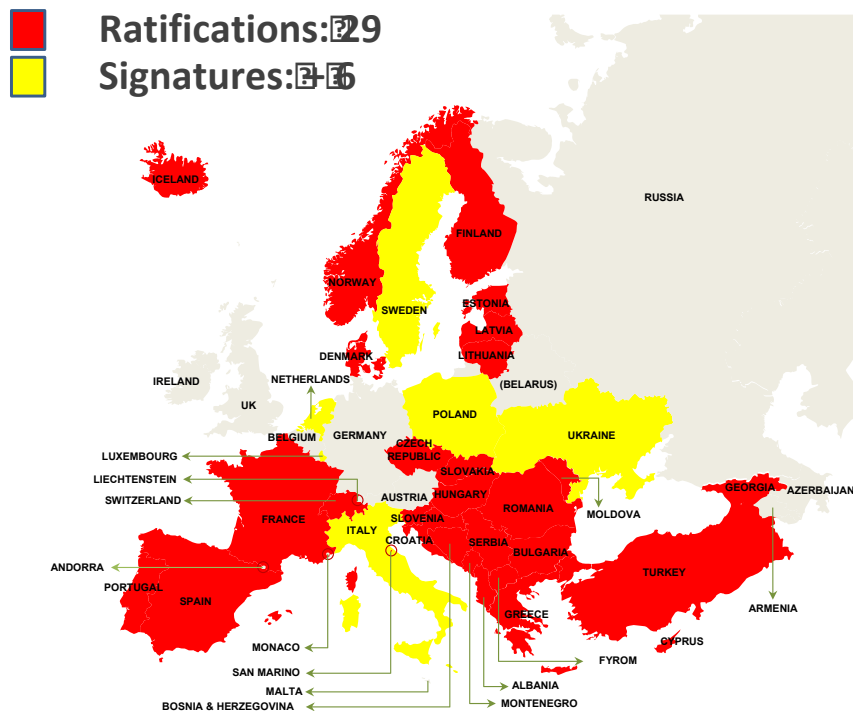 Ratifications: 29
Signatures: + 6
RUSSIA
ICELAND
FINLAND
NORWAY
SWEDEN
ESTONIA
LATVIA
LITHUANIA
DENMARK
NETHERLANDS
(BELARUS)
IRELAND
UK
POLAND
BELGIUM
GERMANY
UKRAINE
CZECH
REPUBLIC
LUXEMBOURG
SLOVAKIA
LIECHTENSTEIN
SWITZERLAND
AUSTRIA
HUNGARY
ROMANIA
MOLDOVA
GEORGIA
AZERBAIJAN
FRANCE
ITALY
SLOVENIA
CROATIA
SERBIA
BULGARIA
ANDORRA
PORTUGAL
SPAIN
TURKEY
GREECE
ARMENIA
CYPRUS
MONACO
FYROM
SAN MARINO
ALBANIA
MALTA
MONTENEGRO
BOSNIA & HERZEGOVINA